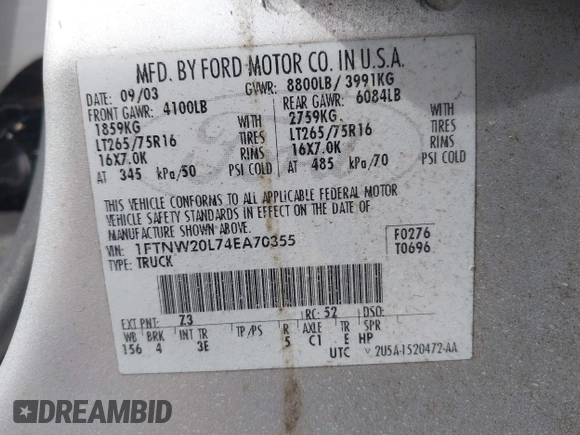 MFD. BY FORD MOTOR CO. IN U.S.A.
DATE: 09/03 GVWR: 8800LB/ 3991KG
FRONT GAWR: 4100LB REAR GAWR: 6084LB
1859KG WITH 2759KG WITH
LT265/75R16 TIRES LT265/75R16 TIRES
16X7.0K RIMS 16X7.0K RIMS
AT 345 kPa/50 PSI COLD AT 485 kPa/70 PSI COLD
THIS VEHICLE CONFORMS TO ALL APPLICABLE FEDERAL MOTOR
VEHICLE SAFETY STANDARDS IN EFFECT ON THE DATE OF
MANUFACTURE SHOWN ABOVE.
VIN: 1FTNW20L74EA70355 F0276
TYPE: TRUCK T0696
EXT PNT: Z3 RC: 52 DSO:
WB BRK INT TR TP/PS R AXLE TR SPR
156 4 3E 5 C1 E HP
UTC 2U5A-1520472-AA
DREAMBID